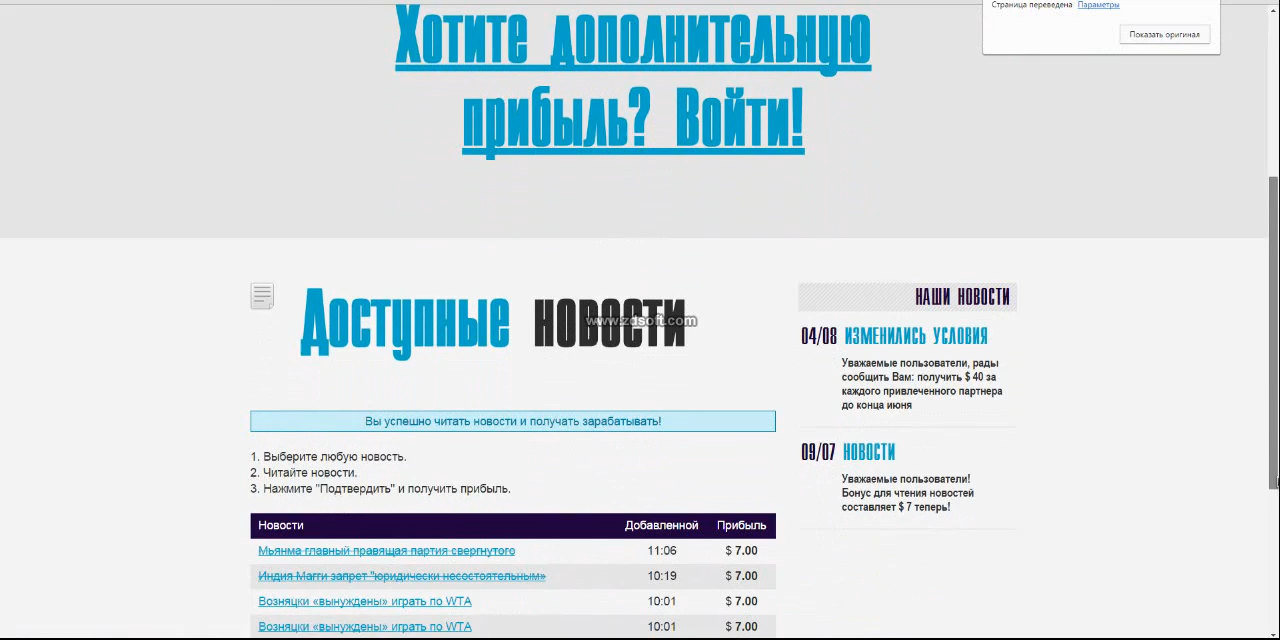 Страница переведена Параметры
Показать оригинал
Хотите дополнительную
прибыль? Войти!
Доступные новости
www.zdsoft.com
Вы успешно читать новости и получать зарабатывать!
1. Выберите любую новость.
2. Читайте новости.
3. Нажмите "Подтвердить" и получить прибыль.
Новости Добавленной Прибыль
Мьянма главный правящая партия свергнутого 11:06 $ 7.00
Индия Магги запрет "юридически несостоятельным» 10:19 $ 7.00
Возняцки «вынуждены» играть по WTA 10:01 $ 7.00
Возняцки «вынуждены» играть по WTA 10:01 $ 7.00
НАШИ НОВОСТИ
04/08 ИЗМЕНИЛИСЬ УСЛОВИЯ
Уважаемые пользователи, рады
сообщить Вам: получить $ 40 за
каждого привлеченного партнера
до конца июня
09/07 НОВОСТИ
Уважаемые пользователи!
Бонус для чтения новостей
составляет $ 7 теперь!